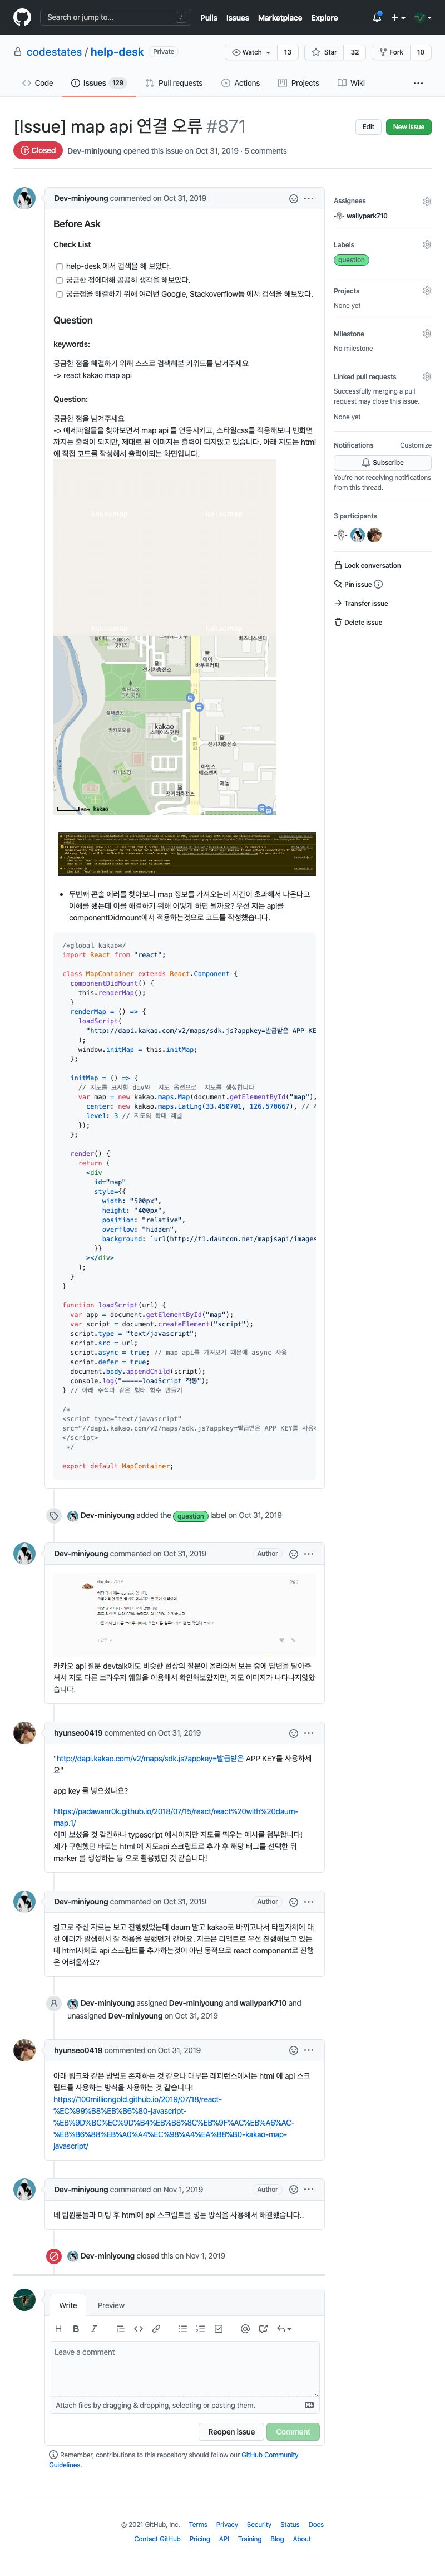 Search or jump to... /
Pulls Issues Marketplace Explore
codestates / help-desk Private
Watch 13 Star 32 Fork 10
Code Issues 129 Pull requests Actions Projects Wiki
[Issue] map api 연결 오류 #871
Edit New issue
Closed Dev-miniyoung opened this issue on Oct 31, 2019 · 5 comments
Dev-miniyoung commented on Oct 31, 2019
Before Ask
Check List
help-desk 에서 검색을 해 보았다.
궁금한 점에대해 곰곰히 생각을 해보았다.
궁금점을 해결하기 위해 여러번 Google, Stackoverflow등 에서 검색을 해보았다.
Question
keywords:
궁금한 점을 해결하기 위해 스스로 검색해본 키워드를 남겨주세요
-> react kakao map api
Question:
궁금한 점을 남겨주세요
-> 예제파일들을 찾아보면서 map api 를 연동시키고, 스타일css를 적용해보니 빈화면
까지는 출력이 되지만, 제대로 된 이미지는 출력이 되지않고 있습니다. 아래 지도는 html
에 직접 코드를 작성해서 출력이되는 화면입니다.
kakao
스페이스닷원
전기차충전소
카카오오름
테니스장
전기차충전소
kakao
두번째 콘솔 에러를 찾아보니 map 정보를 가져오는데 시간이 초과해서 나온다고
이해를 했는데 이를 해결하기 위해 어떻게 하면 될까요? 우선 저는 api를
componentDidmount에서 적용하는것으로 코드를 작성했습니다.
/*global kakao*/
import React from "react";
class MapContainer extends React.Component {
componentDidMount() {
this.renderMap();
}
renderMap = () => {
loadScript(
"http://dapi.kakao.com/v2/maps/sdk.js?appkey=발급받은 APP KE
);
window.initMap = this.initMap;
};
initMap = () => {
// 지도를 표시할 div와  지도 옵션으로  지도를 생성합니다
var map = new kakao.maps.Map(document.getElementById("map"),
center: new kakao.maps.LatLng(33.450701, 126.570667), //
level: 3 // 지도의 확대 레벨
});
};
render() {
return (
<div
id="map"
style={{
width: "500px",
height: "400px",
position: "relative",
overflow: "hidden",
background: `url(http://t1.daumcdn.net/mapjsapi/images
}}
></div>
);
}
}
function loadScript(url) {
var app = document.getElementById("map");
var script = document.createElement("script");
script.type = "text/javascript";
script.src = url;
script.async = true; // map api를 가져오기 때문에 async 사용
script.defer = true;
document.body.appendChild(script);
console.log("-----loadScript 작동");
} // 아래 주석과 같은 형태 함수 만들기
/*
<script type="text/javascript"
src="//dapi.kakao.com/v2/maps/sdk.js?appkey=발급받은 APP KEY를 사용하
</script>
*/
export default MapContainer;
Dev-miniyoung added the question label on Oct 31, 2019
Dev-miniyoung commented on Oct 31, 2019 Author
카카오 api 질문 devtalk에도 비슷한 현상의 질문이 올라와서 보는 중에 답변을 달아주
셔서 저도 다른 브라우저 웨일을 이용해서 확인해보았지만, 지도 이미지가 나타나지않았
습니다.
hyunseo0419 commented on Oct 31, 2019
"http://dapi.kakao.com/v2/maps/sdk.js?appkey=발급받은 APP KEY를 사용하세
요"
app key 를 넣으셨나요?
https://padawanr0k.github.io/2018/07/15/react/react%20with%20daum-
map.1/
이미 보셨을 것 같긴하나 typescript 예시이지만 지도를 띄우는 예시를 첨부합니다!
제가 구현했던 바로는 html 에 지도api 스크립트로 추가 후 해당 태그를 선택한 뒤
marker 를 생성하는 등 으로 활용했던 것 같습니다!
Dev-miniyoung commented on Oct 31, 2019 Author
참고로 주신 자료는 보고 진행했었는데 daum 말고 kakao로 바뀌고나서 타입자체에 대
한 에러가 발생해서 잘 적용을 못했던거 같아요. 지금은 리액트로 우선 진행해보고 있는
데 html자체로 api 스크립트를 추가하는것이 아닌 동적으로 react component로 진행
은 어려울까요?
Dev-miniyoung assigned Dev-miniyoung and wallypark710 and
unassigned Dev-miniyoung on Oct 31, 2019
hyunseo0419 commented on Oct 31, 2019
아래 링크와 같은 방법도 존재하는 것 같으나 대부분 레퍼런스에서는 html 에 api 스크
립트를 사용하는 방식을 사용하는 것 같습니다!
https://100milliongold.github.io/2019/07/18/react-
%EC%99%B8%EB%B6%80-javascript-
%EB%9D%BC%EC%9D%B4%EB%B8%8C%EB%9F%AC%EB%A6%AC-
%EB%B6%88%EB%A0%A4%EC%98%A4%EA%B8%B0-kakao-map-
javascript/
Dev-miniyoung commented on Nov 1, 2019 Author
네 팀원분들과 미팅 후 html에 api 스크립트를 넣는 방식을 사용해서 해결했습니다..
Dev-miniyoung closed this on Nov 1, 2019
Write Preview
Leave a comment
Attach files by dragging & dropping, selecting or pasting them.
Reopen issue Comment
Remember, contributions to this repository should follow our GitHub Community
Guidelines.
Assignees
wallypark710
Labels
question
Projects
None yet
Milestone
No milestone
Linked pull requests
Successfully merging a pull
request may close this issue.
None yet
Notifications Customize
Subscribe
You're not receiving notifications
from this thread.
3 participants
Lock conversation
Pin issue
Transfer issue
Delete issue
© 2021 GitHub, Inc. Terms Privacy Security Status Docs
Contact GitHub Pricing API Training Blog About